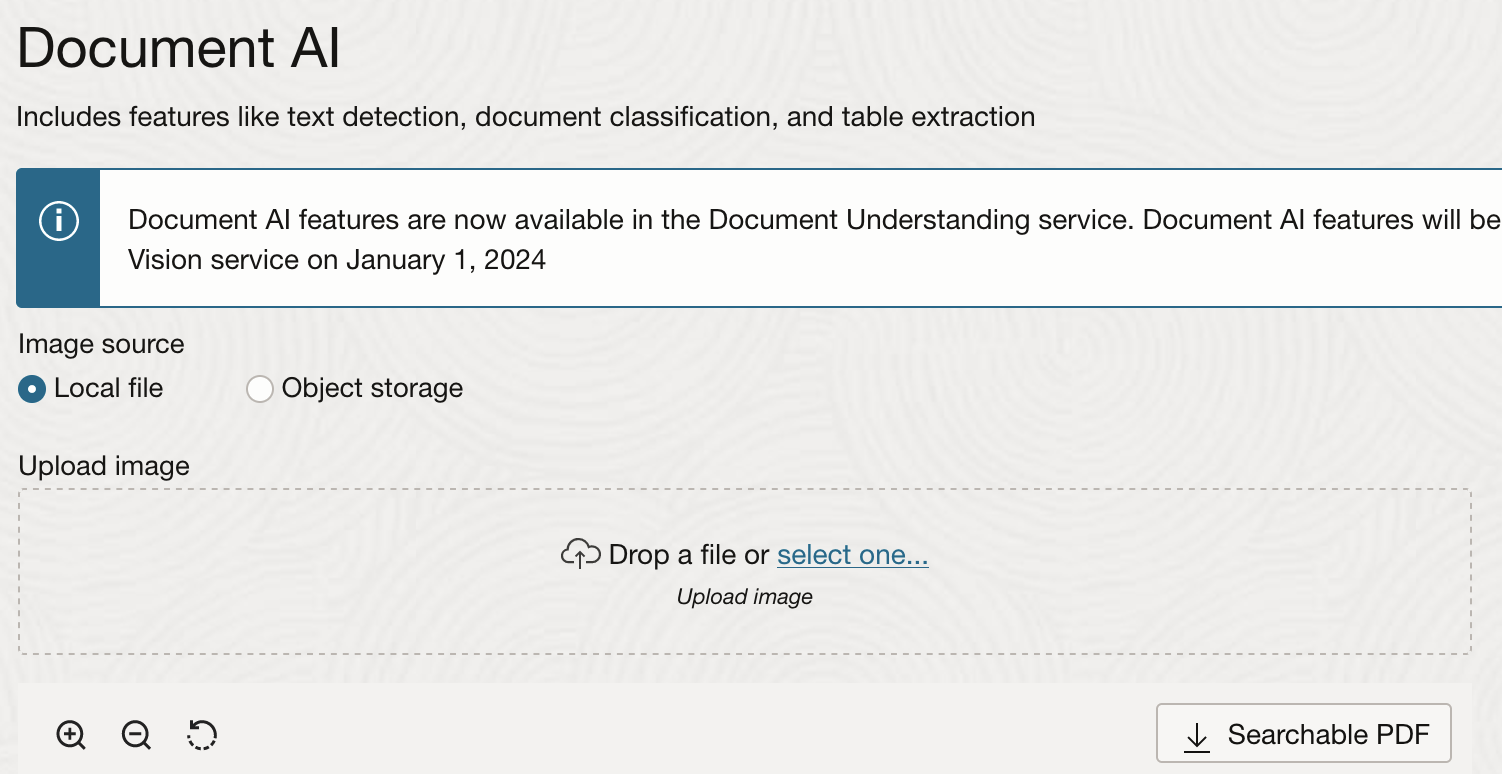 Document AI
Includes features like text detection, document classification, and table extraction
Document AI features are now available in the Document Understanding service. Document AI features will be
Vision service on January 1, 2024
Image source
Local file Object storage
Upload image
Drop a file or select one...
Upload image
Searchable PDF